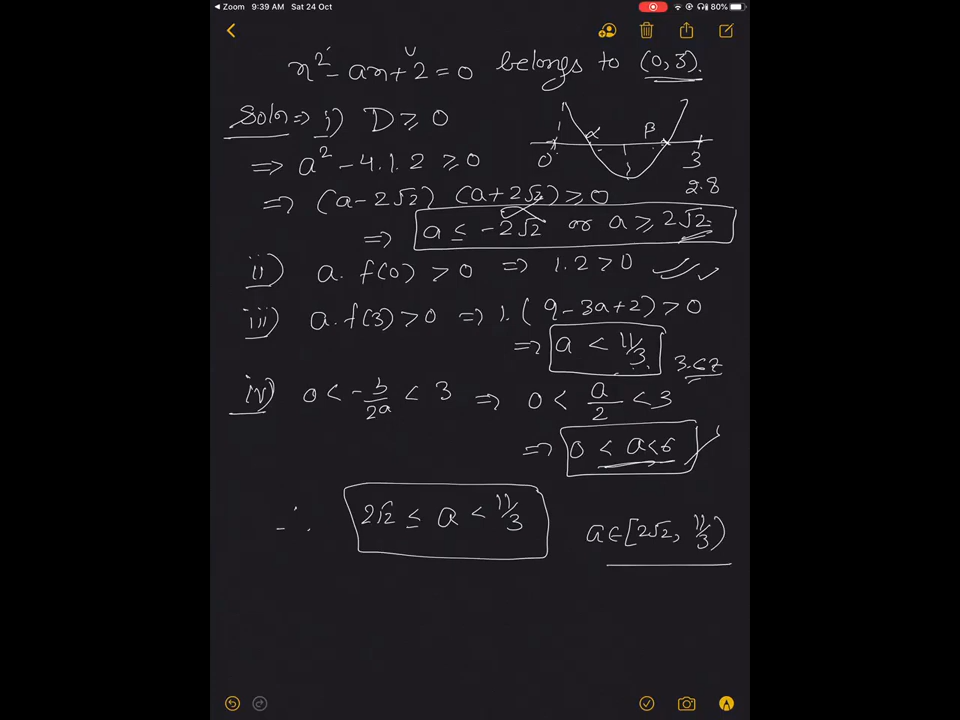 Zoom 9:39 AM Sat 24 Oct 80%
x² - ax + 2 = 0 belongs to (0, 3).
Soln ⇒ i) D ≥ 0
α β
0 3
⇒ a² - 4.1.2 ≥ 0
2.8
⇒ (a - 2√2) (a + 2√2) ≥ 0
⇒ a ≤ -2√2 or a ≥ 2√2
ii) a. f(0) > 0 ⇒ 1.2 > 0
iii) a. f(3) > 0 ⇒ 1. (9 - 3a + 2) > 0
⇒ a < 11/3
3.67
iv) 0 < -b/2a < 3 ⇒ 0 < a/2 < 3
⇒ 0 < a < 6
∴ 2√2 ≤ a < 11/3 a ∈ [2√2, 11/3)